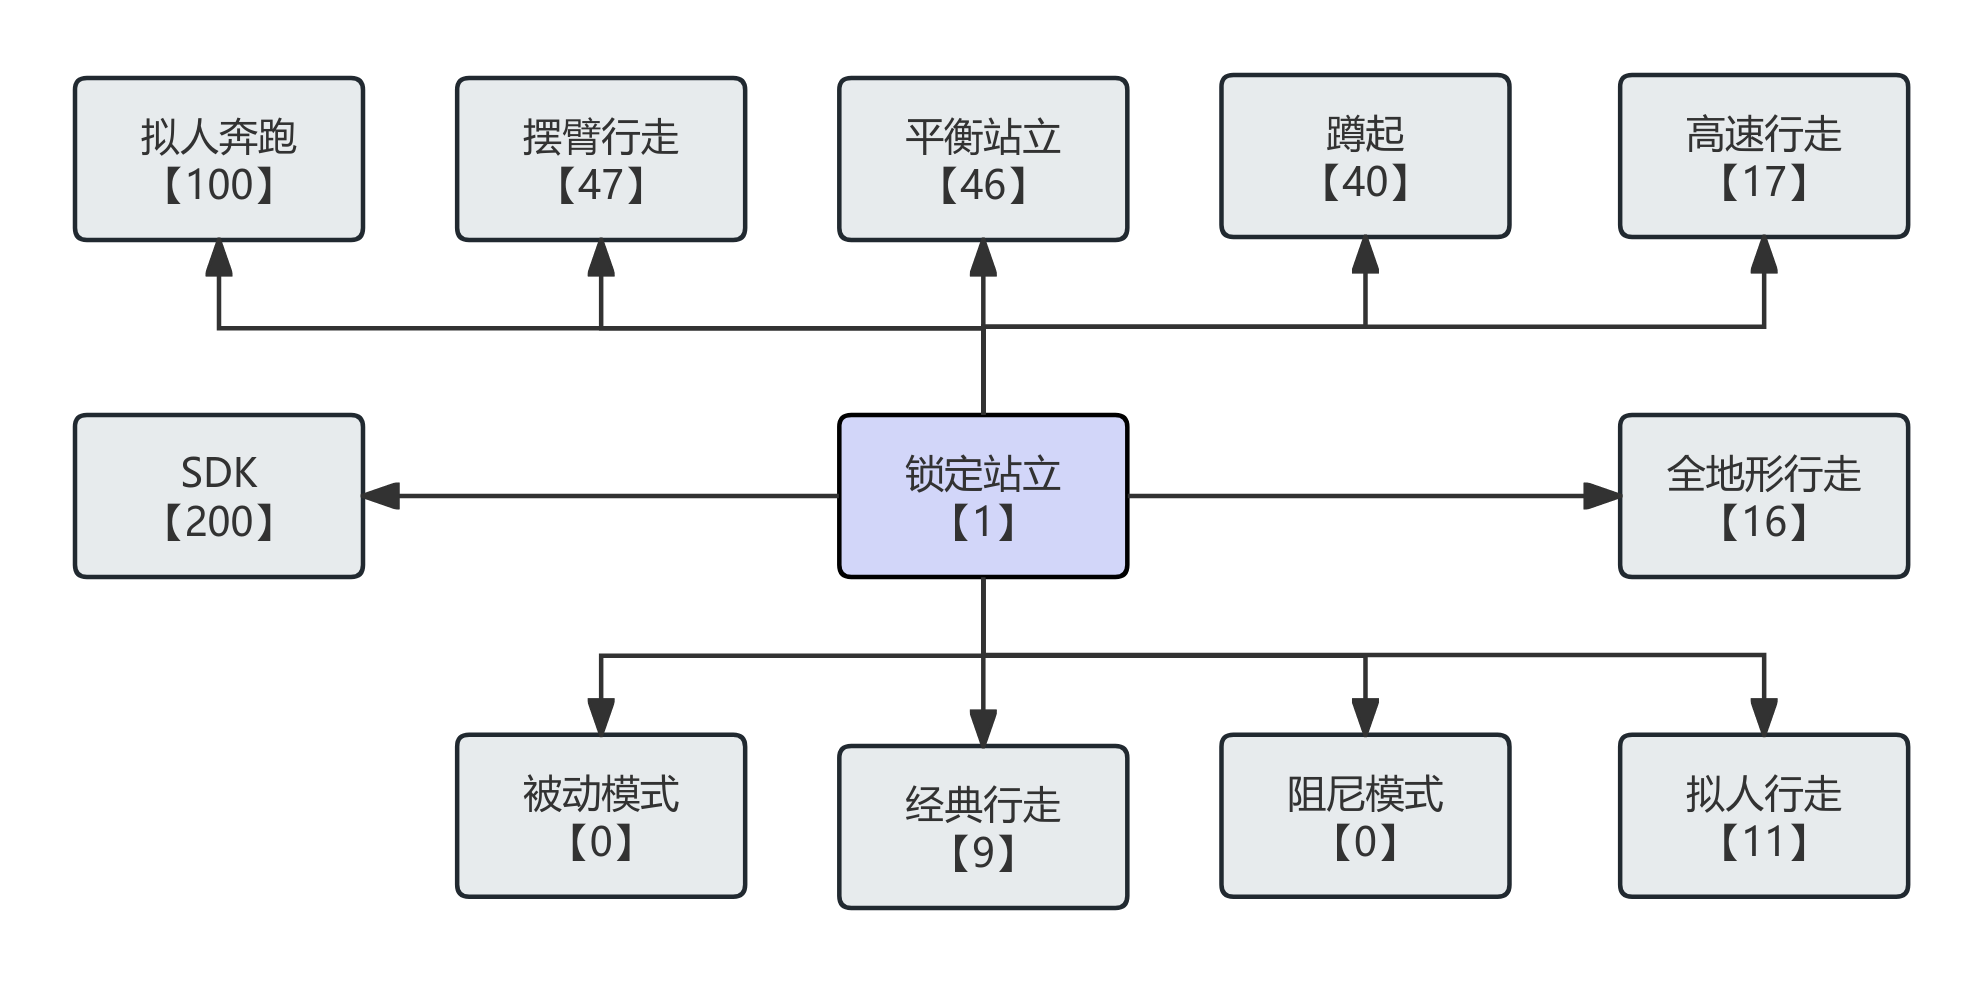 拟人奔跑
【100】
摆臂行走
【47】
平衡站立
【46】
蹲起
【40】
高速行走
【17】
SDK
【200】
锁定站立
【1】
全地形行走
【16】
被动模式
【0】
经典行走
【9】
阻尼模式
【0】
拟人行走
【11】